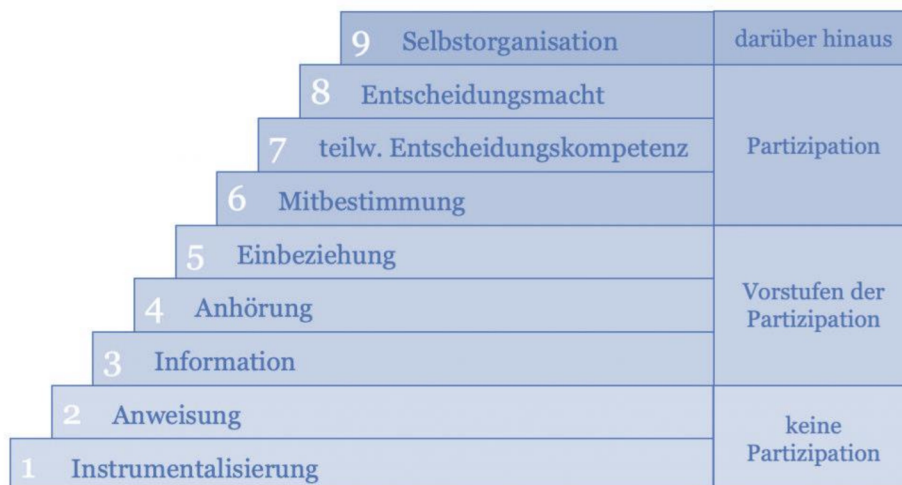 9 Selbstorganisation darüber hinaus
8 Entscheidungsmacht
7 teilw. Entscheidungskompetenz Partizipation
6 Mitbestimmung
5 Einbeziehung
4 Anhörung Vorstufen der
Partizipation
3 Information
2 Anweisung keine
Partizipation
1 Instrumentalisierung